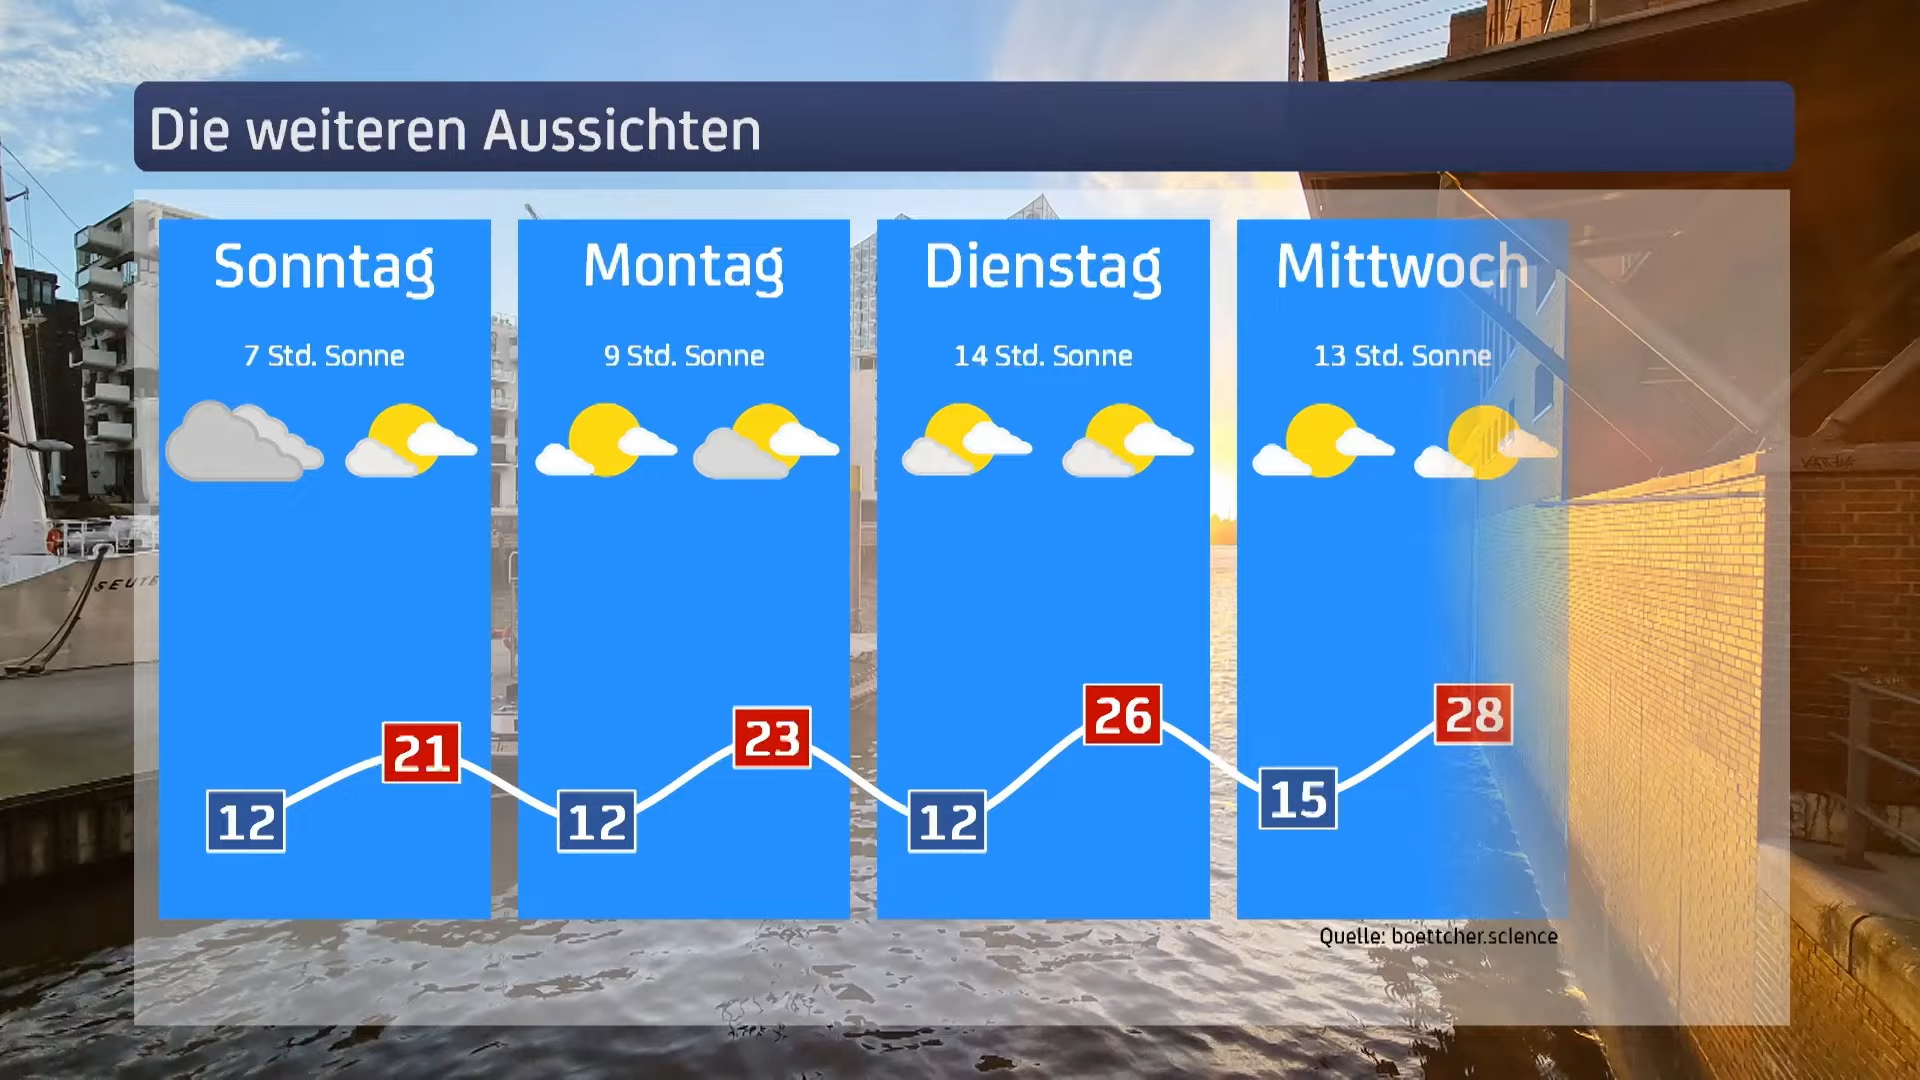 Die weiteren Aussichten
Sonntag
7 Std. Sonne
12
21
Montag
9 Std. Sonne
12
23
Dienstag
14 Std. Sonne
12
26
Mittwoch
13 Std. Sonne
15
28
Quelle: boettcher.science
SEUTE